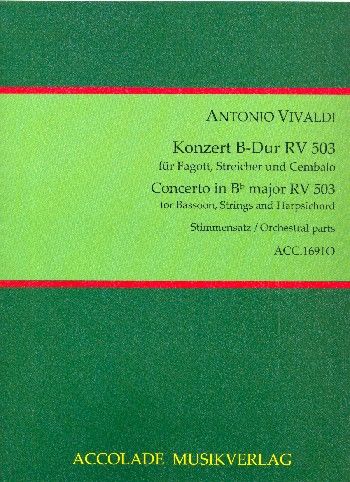 ANTONIO VIVALDI
Konzert B-Dur RV 503
für Fagott, Streicher und Cembalo
Concerto in B♭ major RV 503
for Bassoon, Strings and Harpsichord
Stimmensatz / Orchestral parts
ACC.1691O
ACCOLADE MUSIKVERLAG